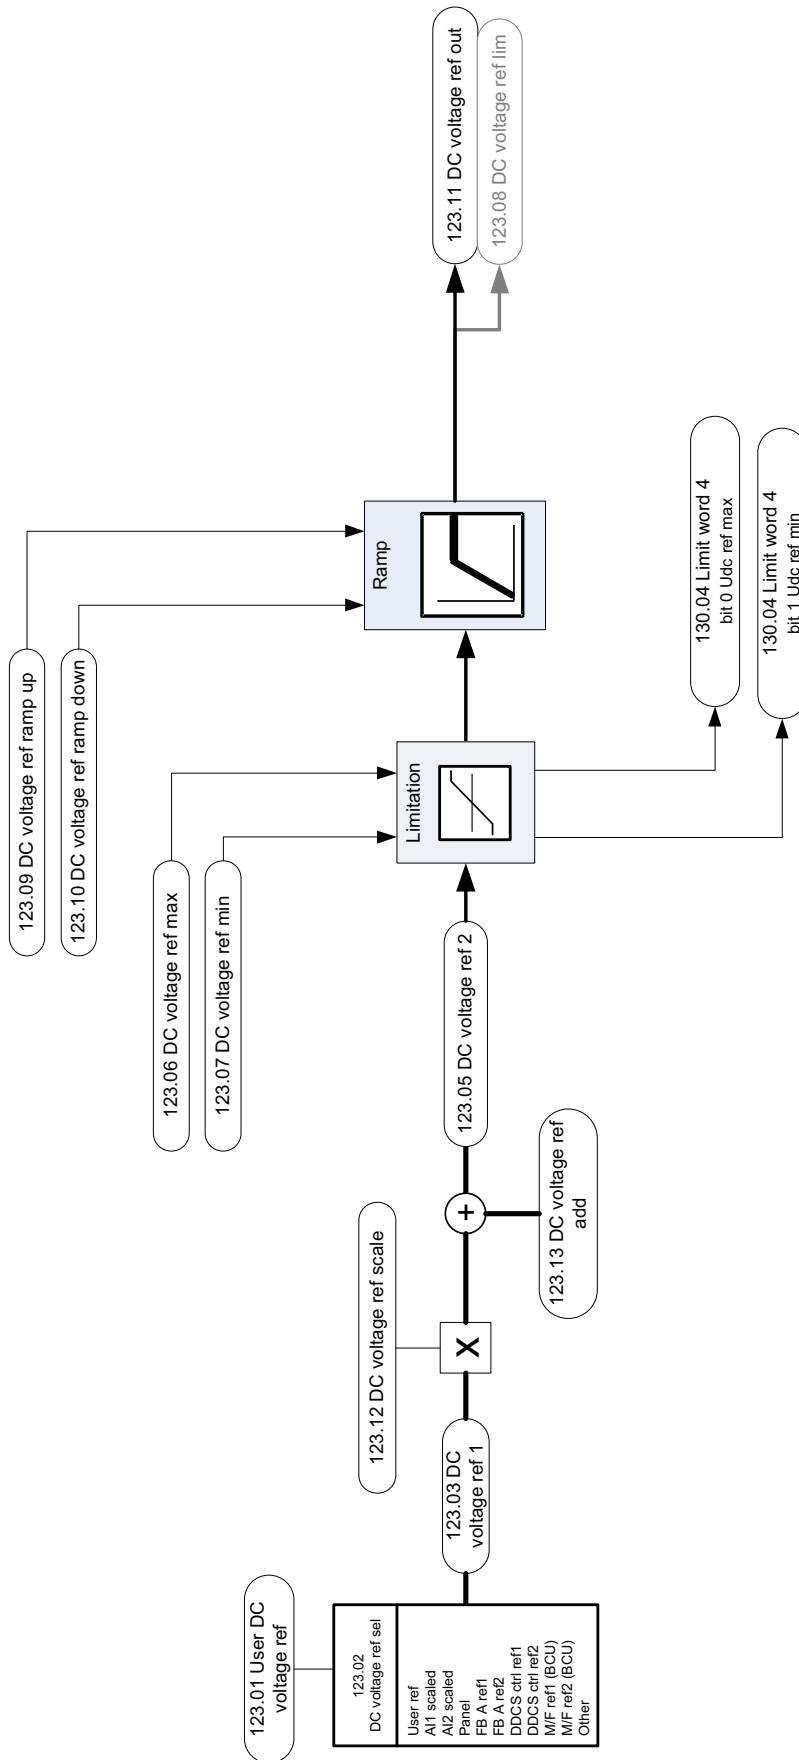 123.01 User DC
voltage ref
123.02
DC voltage ref sel
User ref
AI1 scaled
AI2 scaled
Panel
FB A ref1
FB A ref2
DDCS ctrl ref1
DDCS ctrl ref2
M/F ref1 (BCU)
M/F ref2 (BCU)
Other
123.03 DC
voltage ref 1
123.12 DC voltage ref scale
X
+
123.13 DC voltage ref
add
123.05 DC voltage ref 2
123.06 DC voltage ref max
123.07 DC voltage ref min
Limitation
123.09 DC voltage ref ramp up
123.10 DC voltage ref ramp down
Ramp
130.04 Limit word 4
bit 0 Udc ref max
130.04 Limit word 4
bit 1 Udc ref min
123.11 DC voltage ref out
123.08 DC voltage ref lim